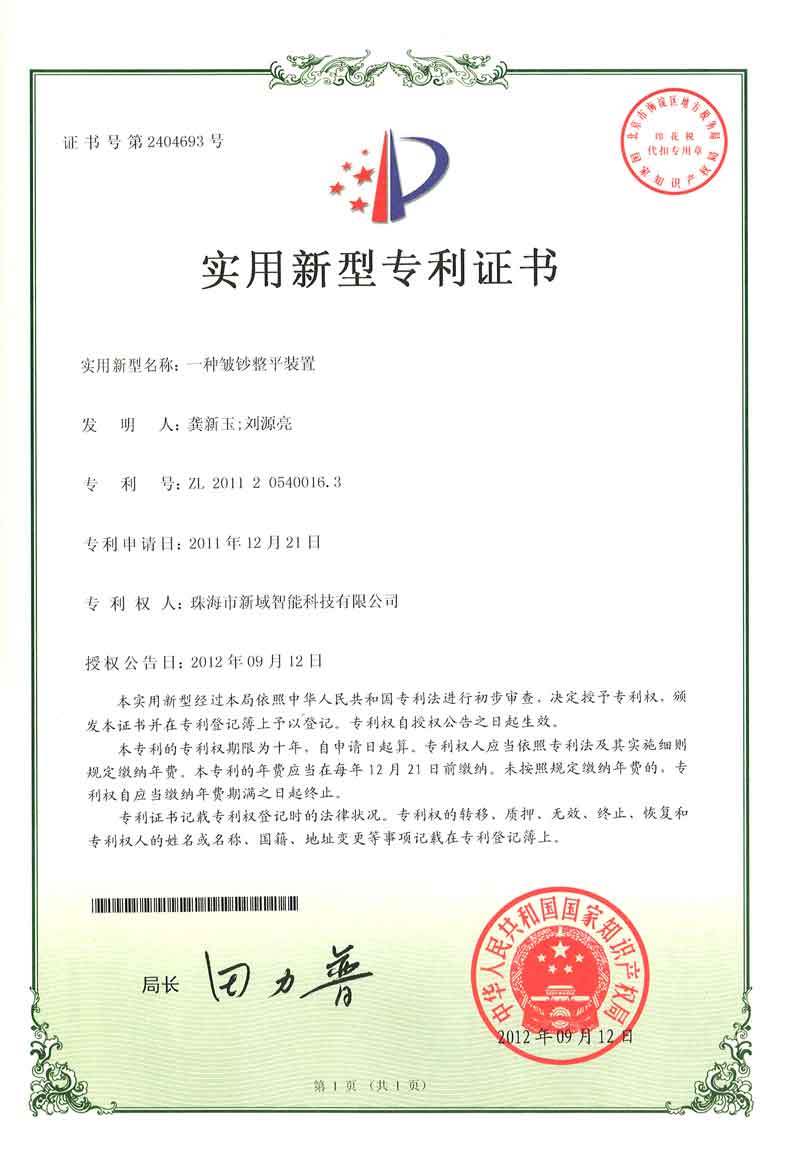 证书号第2404693号
北京市海淀区地方税务局
印花税
代扣专用章
国家知识产权局
实用新型专利证书
实用新型名称：一种皱钞整平装置
发明人：龚新玉;刘源亮
专利号：ZL 2011 2 0540016.3
专利申请日：2011年12月21日
专利权人：珠海市新域智能科技有限公司
授权公告日：2012年09月12日
本实用新型经过本局依照中华人民共和国专利法进行初步审查，决定授予专利权，颁
发本证书并在专利登记簿上予以登记。专利权自授权公告之日起生效。
本专利的专利权期限为十年，自申请日起算。专利权人应当依照专利法及其实施细则
规定缴纳年费。本专利的年费应当在每年12月21日前缴纳。未按照规定缴纳年费的，专
利权自应当缴纳年费期满之日起终止。
专利证书记载专利权登记时的法律状况。专利权的转移、质押、无效、终止、恢复和
专利权人的姓名或名称、国籍、地址变更等事项记载在专利登记簿上。
局长 田力普
中华人民共和国国家知识产权局
2012年09月12日
第1页（共1页）